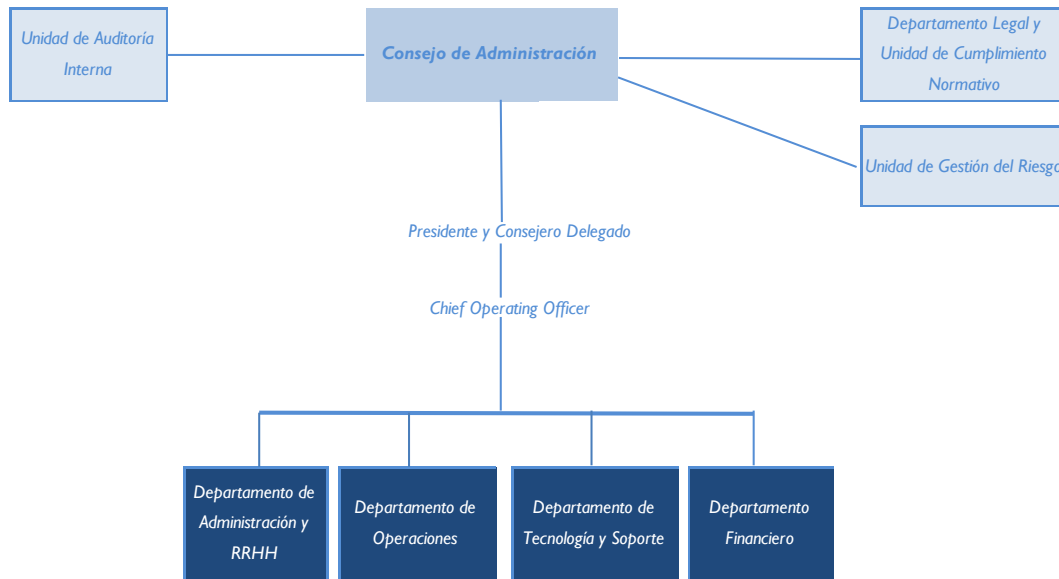 Unidad de Auditoría
Interna
Consejo de Administración
Departamento Legal y
Unidad de Cumplimiento
Normativo
Unidad de Gestión del Riesgo
Presidente y Consejero Delegado
Chief Operating Officer
Departamento de
Administración y
RRHH
Departamento de
Operaciones
Departamento de
Tecnología y Soporte
Departamento
Financiero